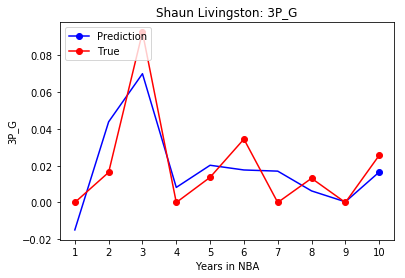 Shaun Livingston: 3P_G
Prediction
True
0.08
0.06
0.04
0.02
0.00
−0.02
3P_G
1 2 3 4 5 6 7 8 9 10
Years in NBA